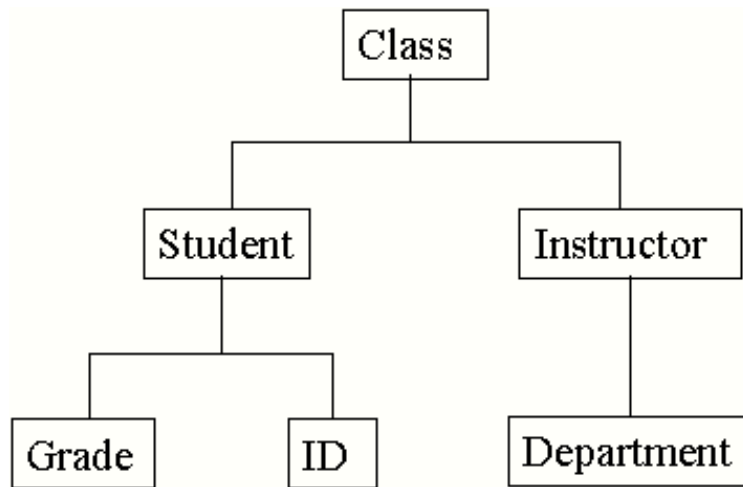 Class
Student
Instructor
Grade
ID
Department